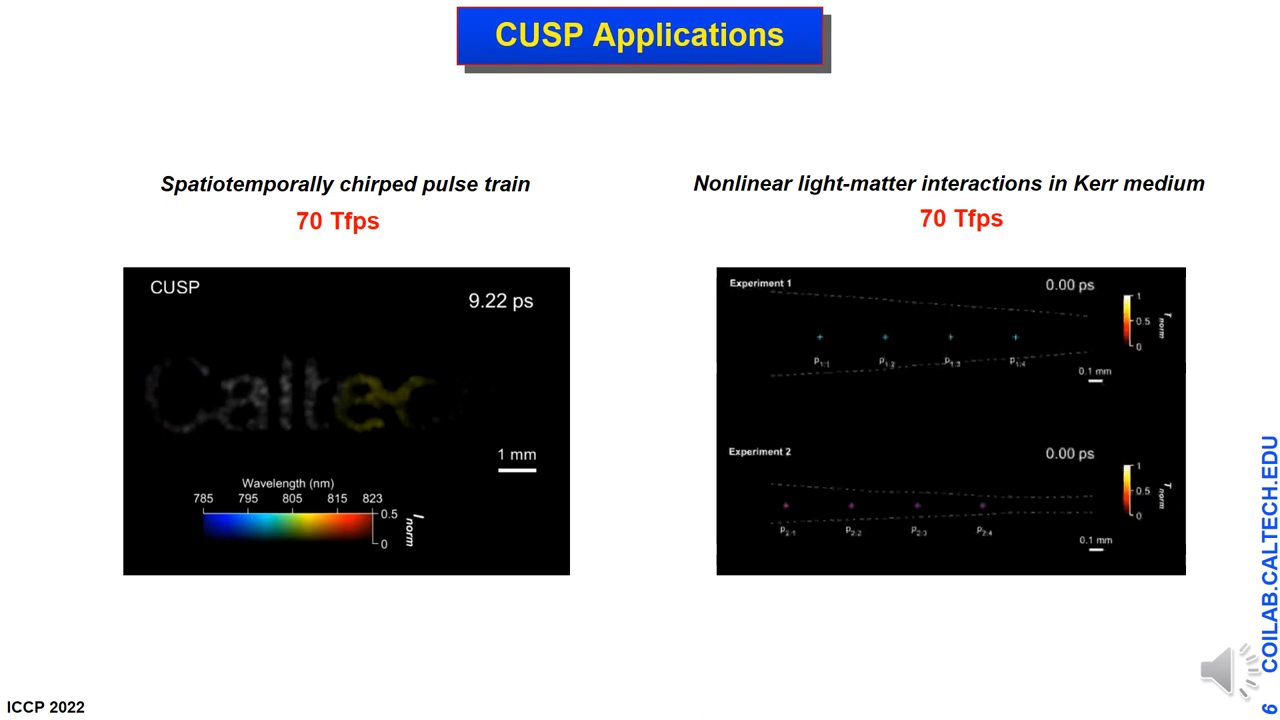 CUSP Applications
Spatiotemporally chirped pulse train
70 Tfps
Nonlinear light-matter interactions in Kerr medium
70 Tfps
CUSP
9.22 ps
Caltec
1 mm
Wavelength (nm)
785 795 805 815 823
0.5
0
I norm
Experiment 1
0.00 ps
1
0.5
0
T norm
P1:1 P1:2 P1:3 P1:4
0.1 mm
Experiment 2
0.00 ps
1
0.5
0
T norm
P2:1 P2:2 P2:3 P2:4
0.1 mm
COILAB.CALTECH.EDU
6
ICCP 2022